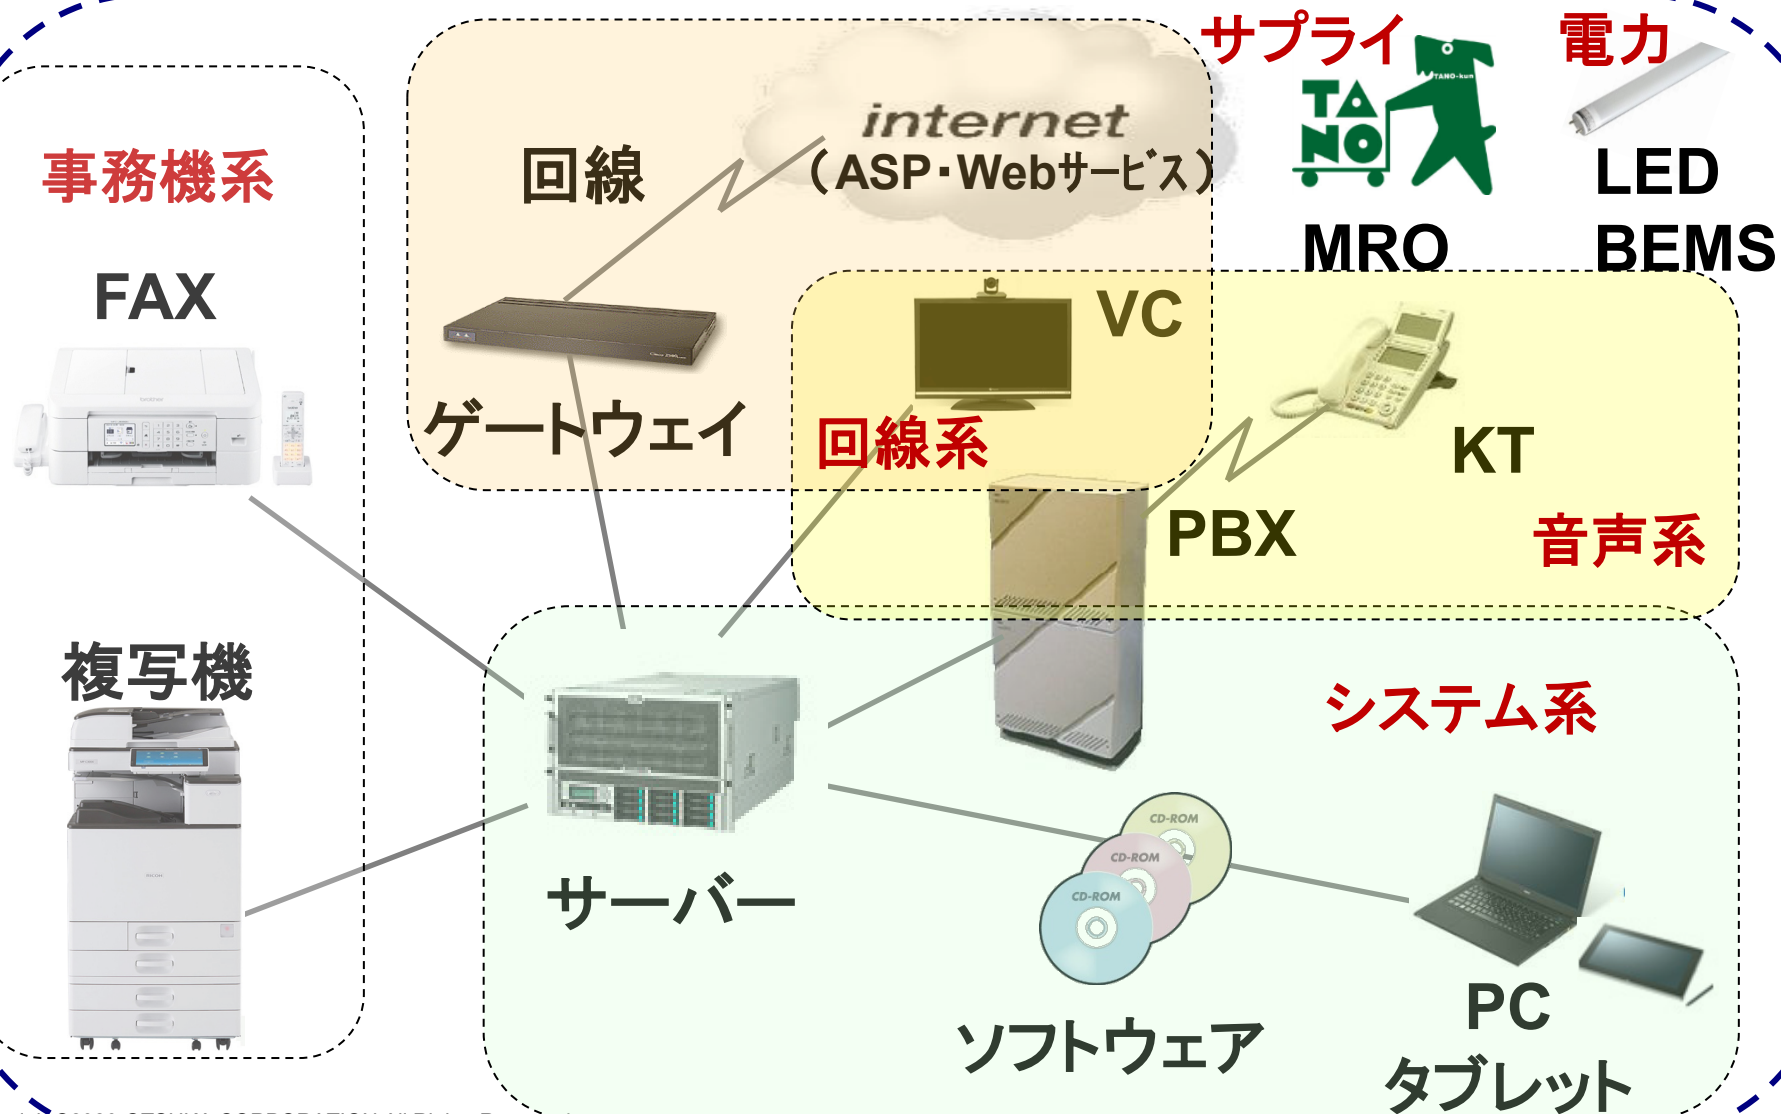 サプライ
電力
TANO-kun
TA
NO
internet
(ASP・Webサービス)
事務機系
回線
LED
MRO
BEMS
FAX
VC
ゲートウェイ
回線系
KT
PBX
音声系
複写機
システム系
CD-ROM
CD-ROM
CD-ROM
サーバー
ソフトウェア
PC
タブレット